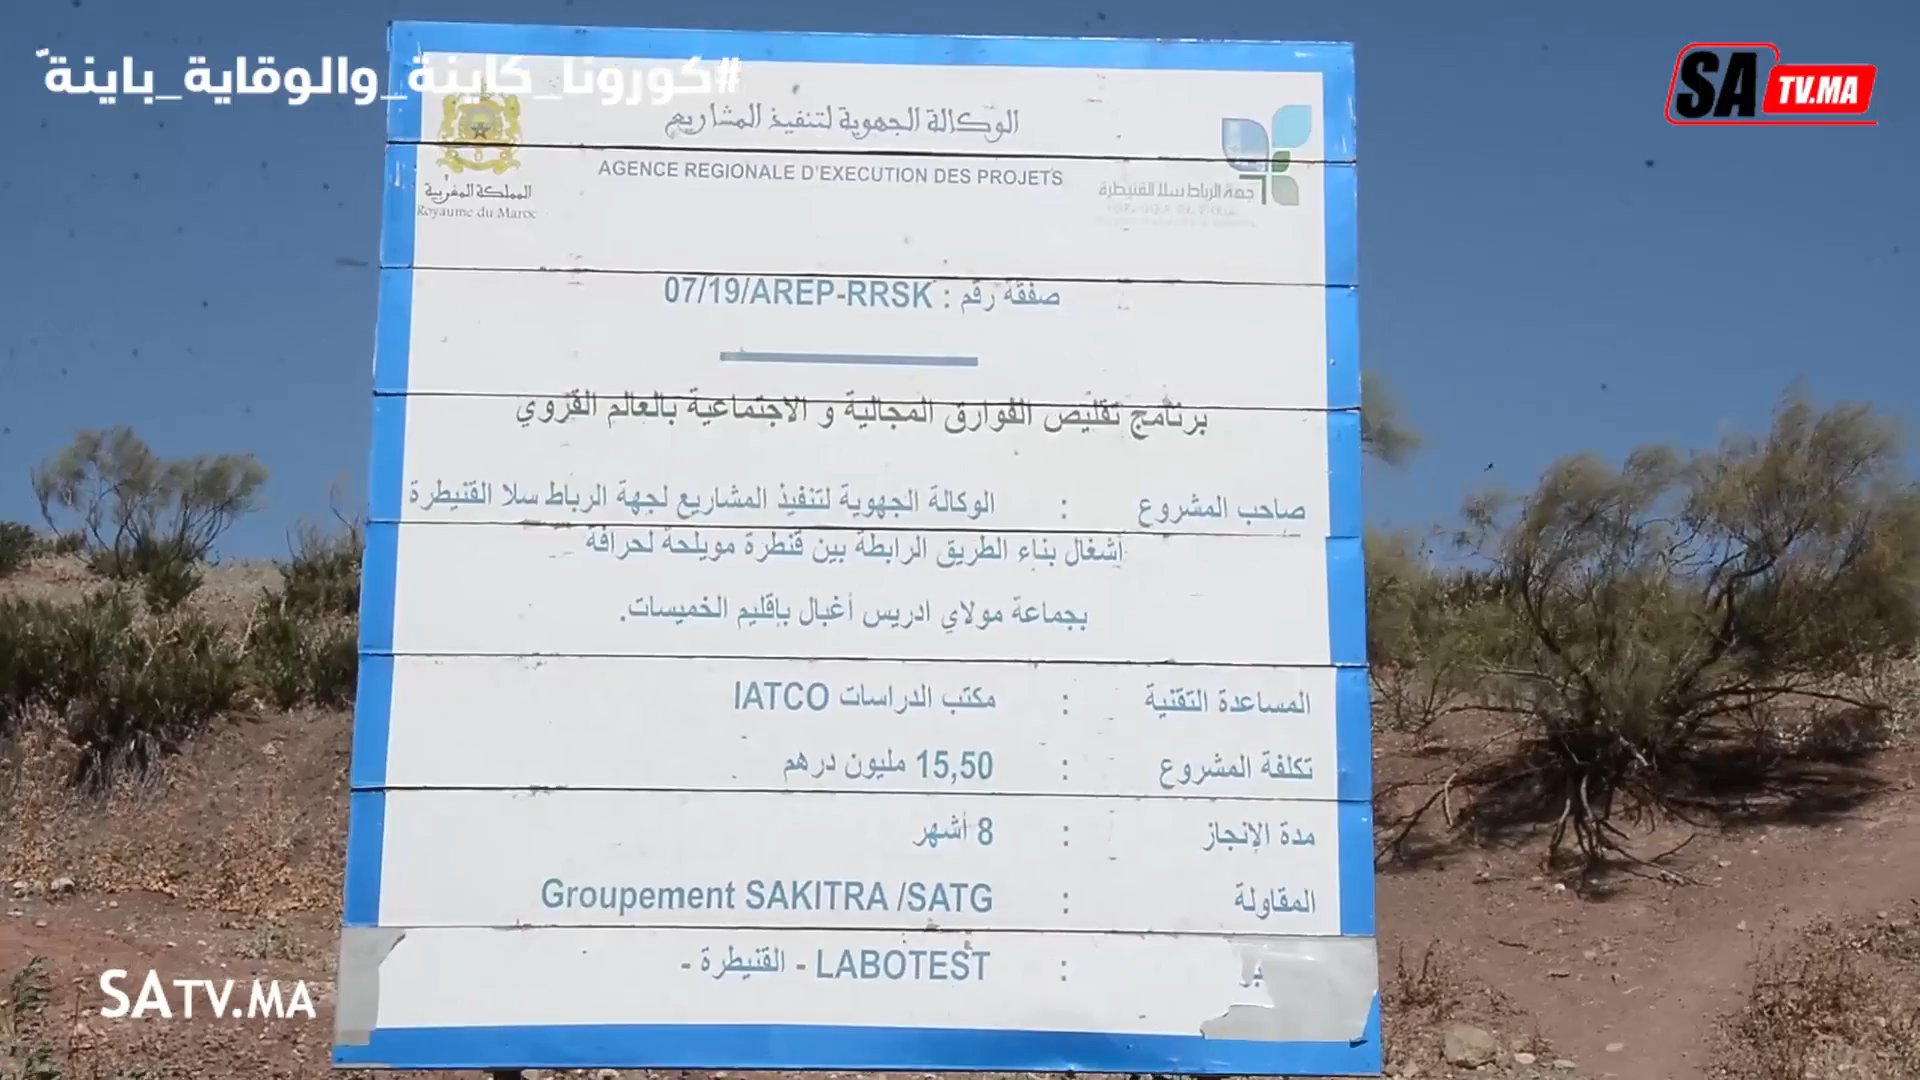 #كورونا_كاينة_والوقاية_باينة
SATV.MA
الوكالة الجهوية لتنفيذ المشاريع
AGENCE REGIONALE D'EXECUTION DES PROJETS
المملكة المغربية
Royaume du Maroc
جهة الرباط سلا القنيطرة
صفقة رقم : 07/19/AREP-RRSK
برنامج تقليص الفوارق المجالية و الاجتماعية بالعالم القروي
صاحب المشروع : الوكالة الجهوية لتنفيذ المشاريع لجهة الرباط سلا القنيطرة
أشغال بناء الطريق الرابطة بين قنطرة مويلحة لحرافة
بجماعة مولاي ادريس أغبال بإقليم الخميسات.
المساعدة التقنية : مكتب الدراسات IATCO
تكلفة المشروع : 15,50 مليون درهم
مدة الإنجاز : 8 أشهر
المقاولة : Groupement SAKITRA /SATG
: LABOTEST - القنيطرة -
SATV.MA